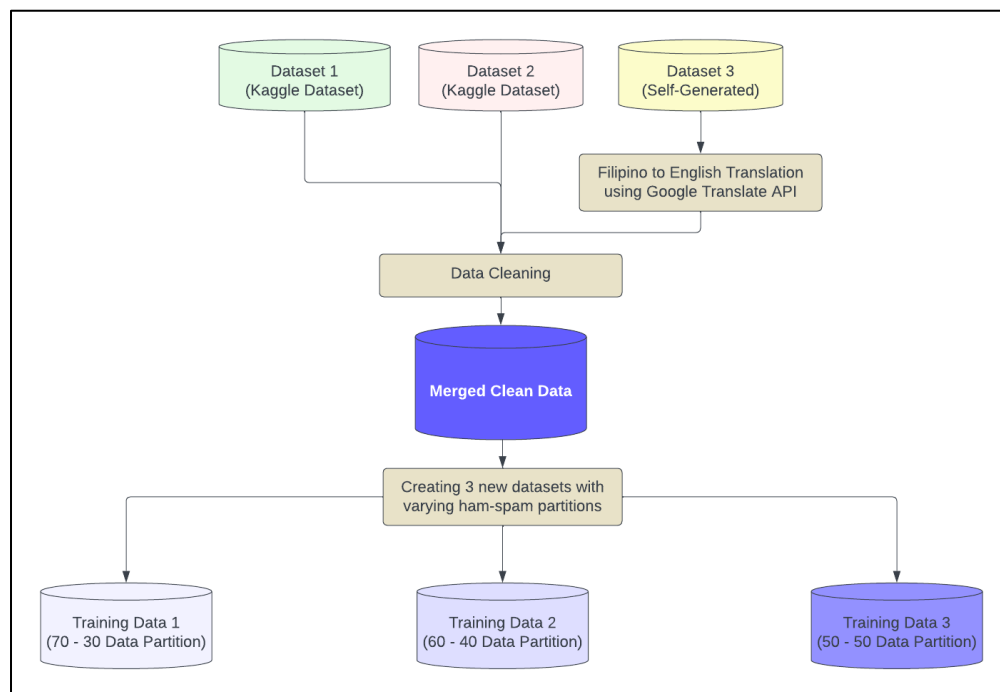 Dataset 1
(Kaggle Dataset)
Dataset 2
(Kaggle Dataset)
Dataset 3
(Self-Generated)
Filipino to English Translation
using Google Translate API
Data Cleaning
Merged Clean Data
Creating 3 new datasets with
varying ham-spam partitions
Training Data 1
(70 - 30 Data Partition)
Training Data 2
(60 - 40 Data Partition)
Training Data 3
(50 - 50 Data Partition)